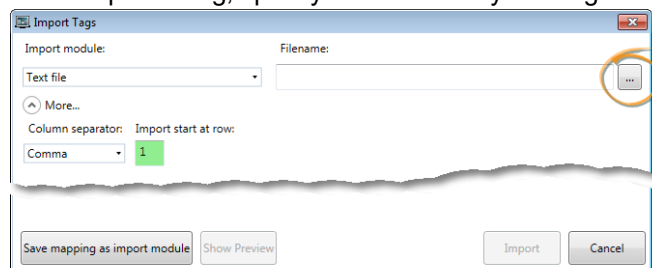 Import Tags
Import module: Filename:
Text file ...
More...
Column separator: Import start at row:
Comma 1
Save mapping as import module Show Preview Import Cancel